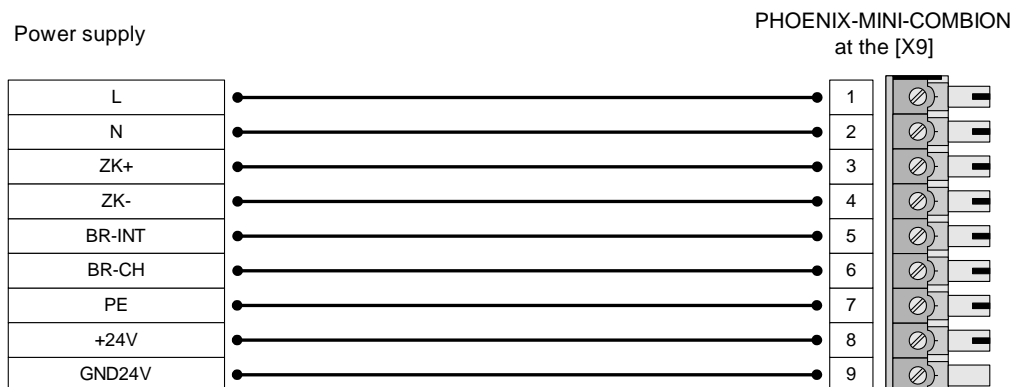 Power supply
PHOENIX-MINI-COMBION
at the [X9]
L 1
N 2
ZK+ 3
ZK- 4
BR-INT 5
BR-CH 6
PE 7
+24V 8
GND24V 9